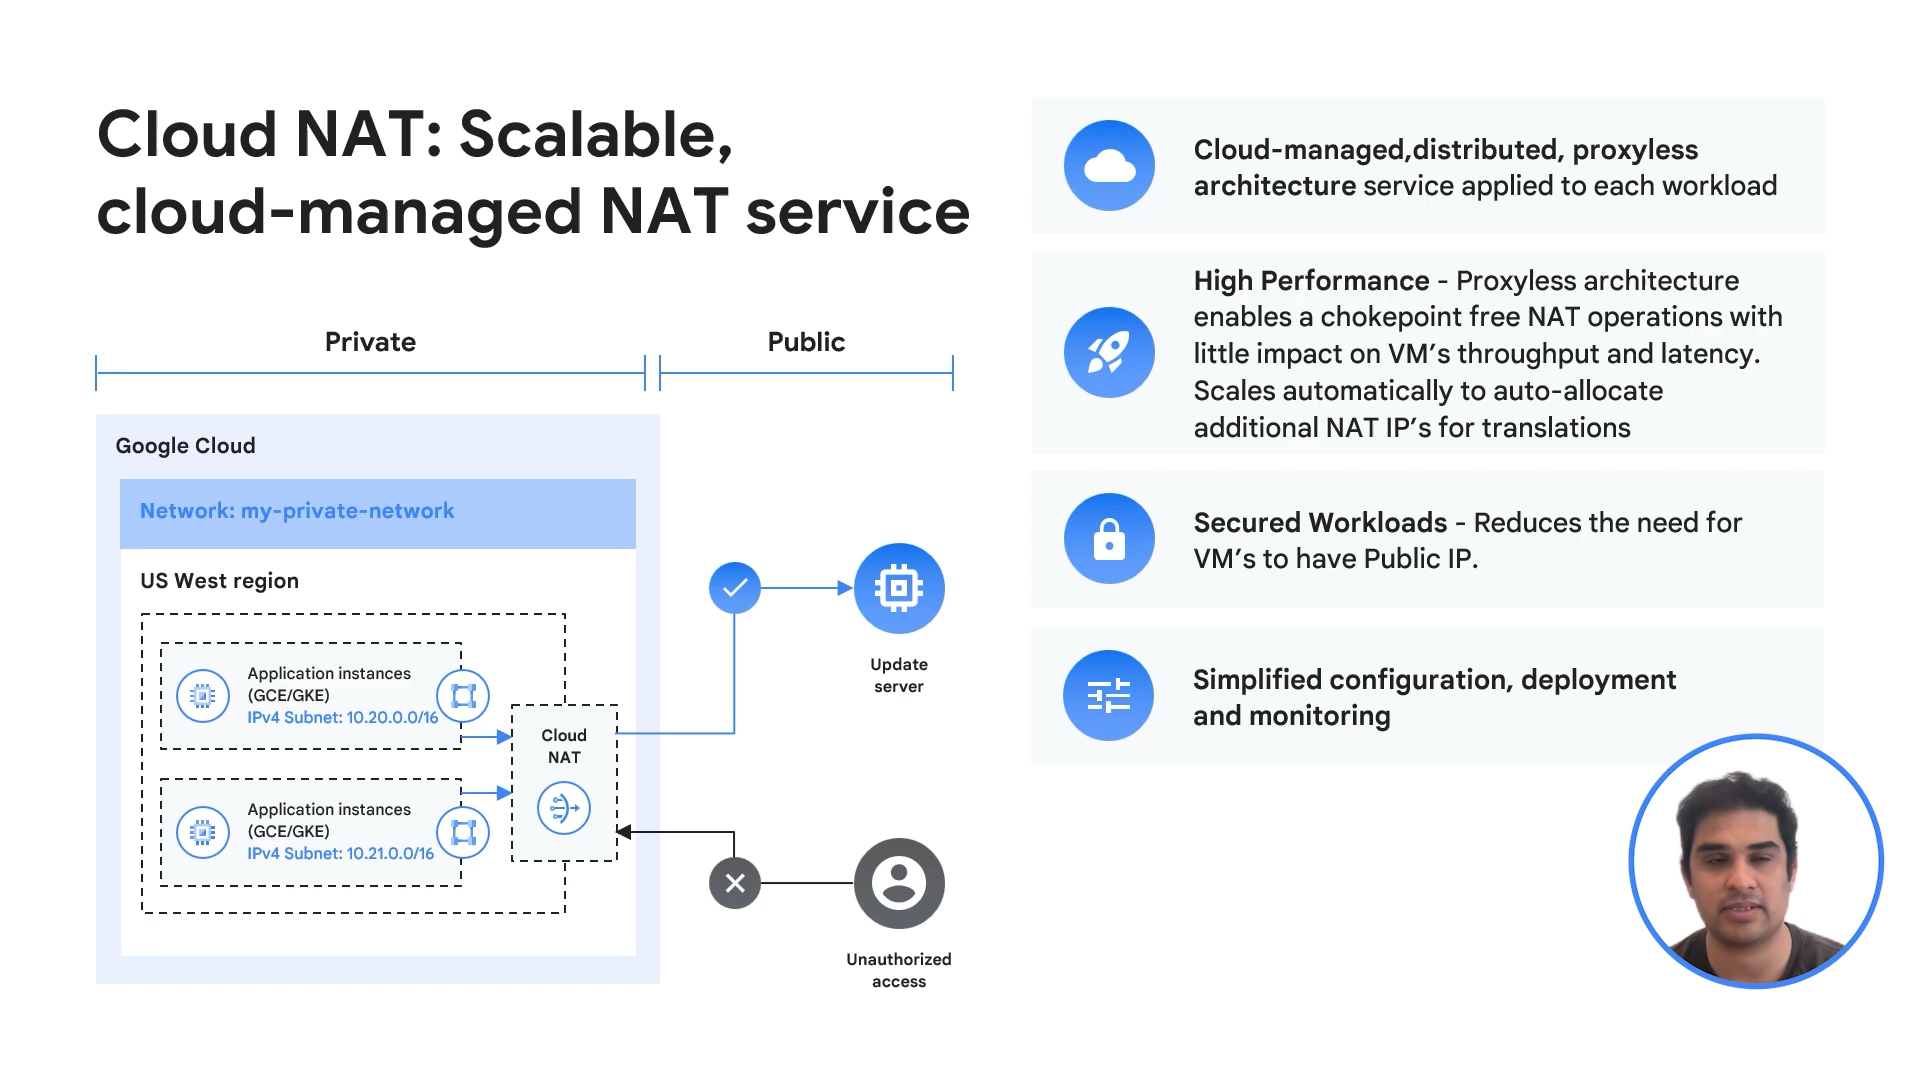 Cloud NAT: Scalable,
cloud-managed NAT service
Private
Public
Google Cloud
Network: my-private-network
US West region
Application instances
(GCE/GKE)
IPv4 Subnet: 10.20.0.0/16
Application instances
(GCE/GKE)
IPv4 Subnet: 10.21.0.0/16
Cloud
NAT
Update
server
Unauthorized
access
Cloud-managed,distributed, proxyless
architecture service applied to each workload
High Performance - Proxyless architecture
enables a chokepoint free NAT operations with
little impact on VM’s throughput and latency.
Scales automatically to auto-allocate
additional NAT IP’s for translations
Secured Workloads - Reduces the need for
VM’s to have Public IP.
Simplified configuration, deployment
and monitoring